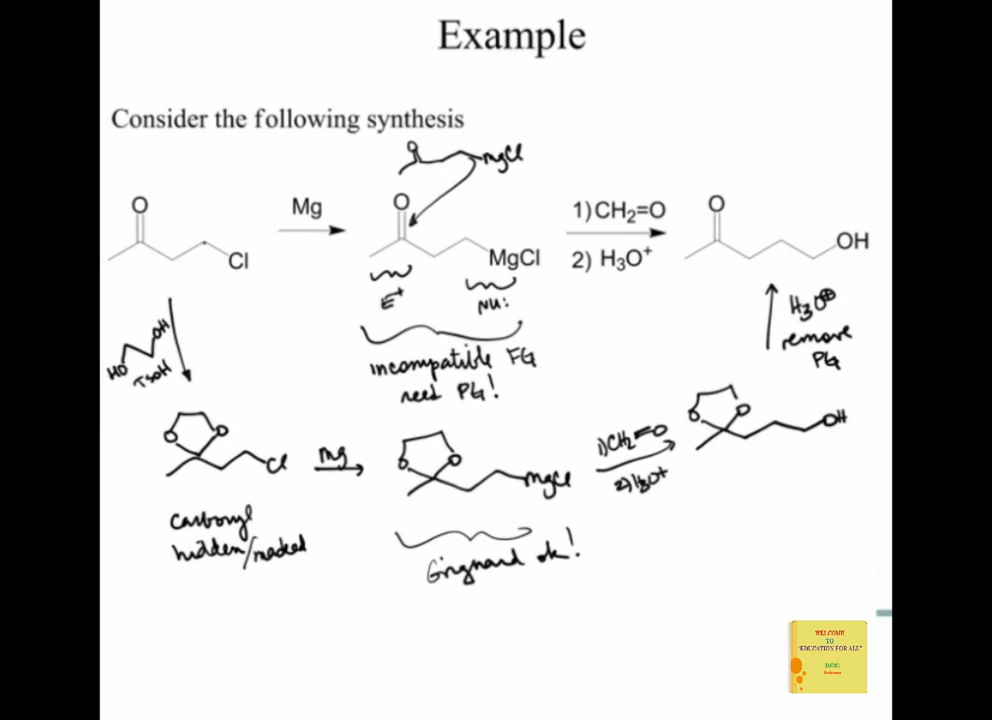 Example
Consider the following synthesis
O
MgCl
O
Mg
O
1)CH2=O
O
Cl
MgCl
2) H3O+
OH
E+
NU:
H3O⊕
remove
PG
HO
OH
TsOH
incompatible FG
need PG!
O O
Cl
Mg
O O
MgCl
1)CH2=O
2)H3O+
O O
OH
Carbonyl
hidden/masked
Grignard ok!
WELCOME
TO
"EDUCATION FOR ALL"